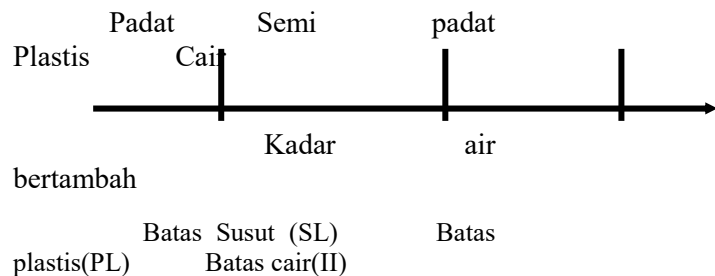 Padat Semi padat
Plastis Cair
Kadar air
bertambah
Batas Susut (SL) Batas
plastis(PL) Batas cair(II)